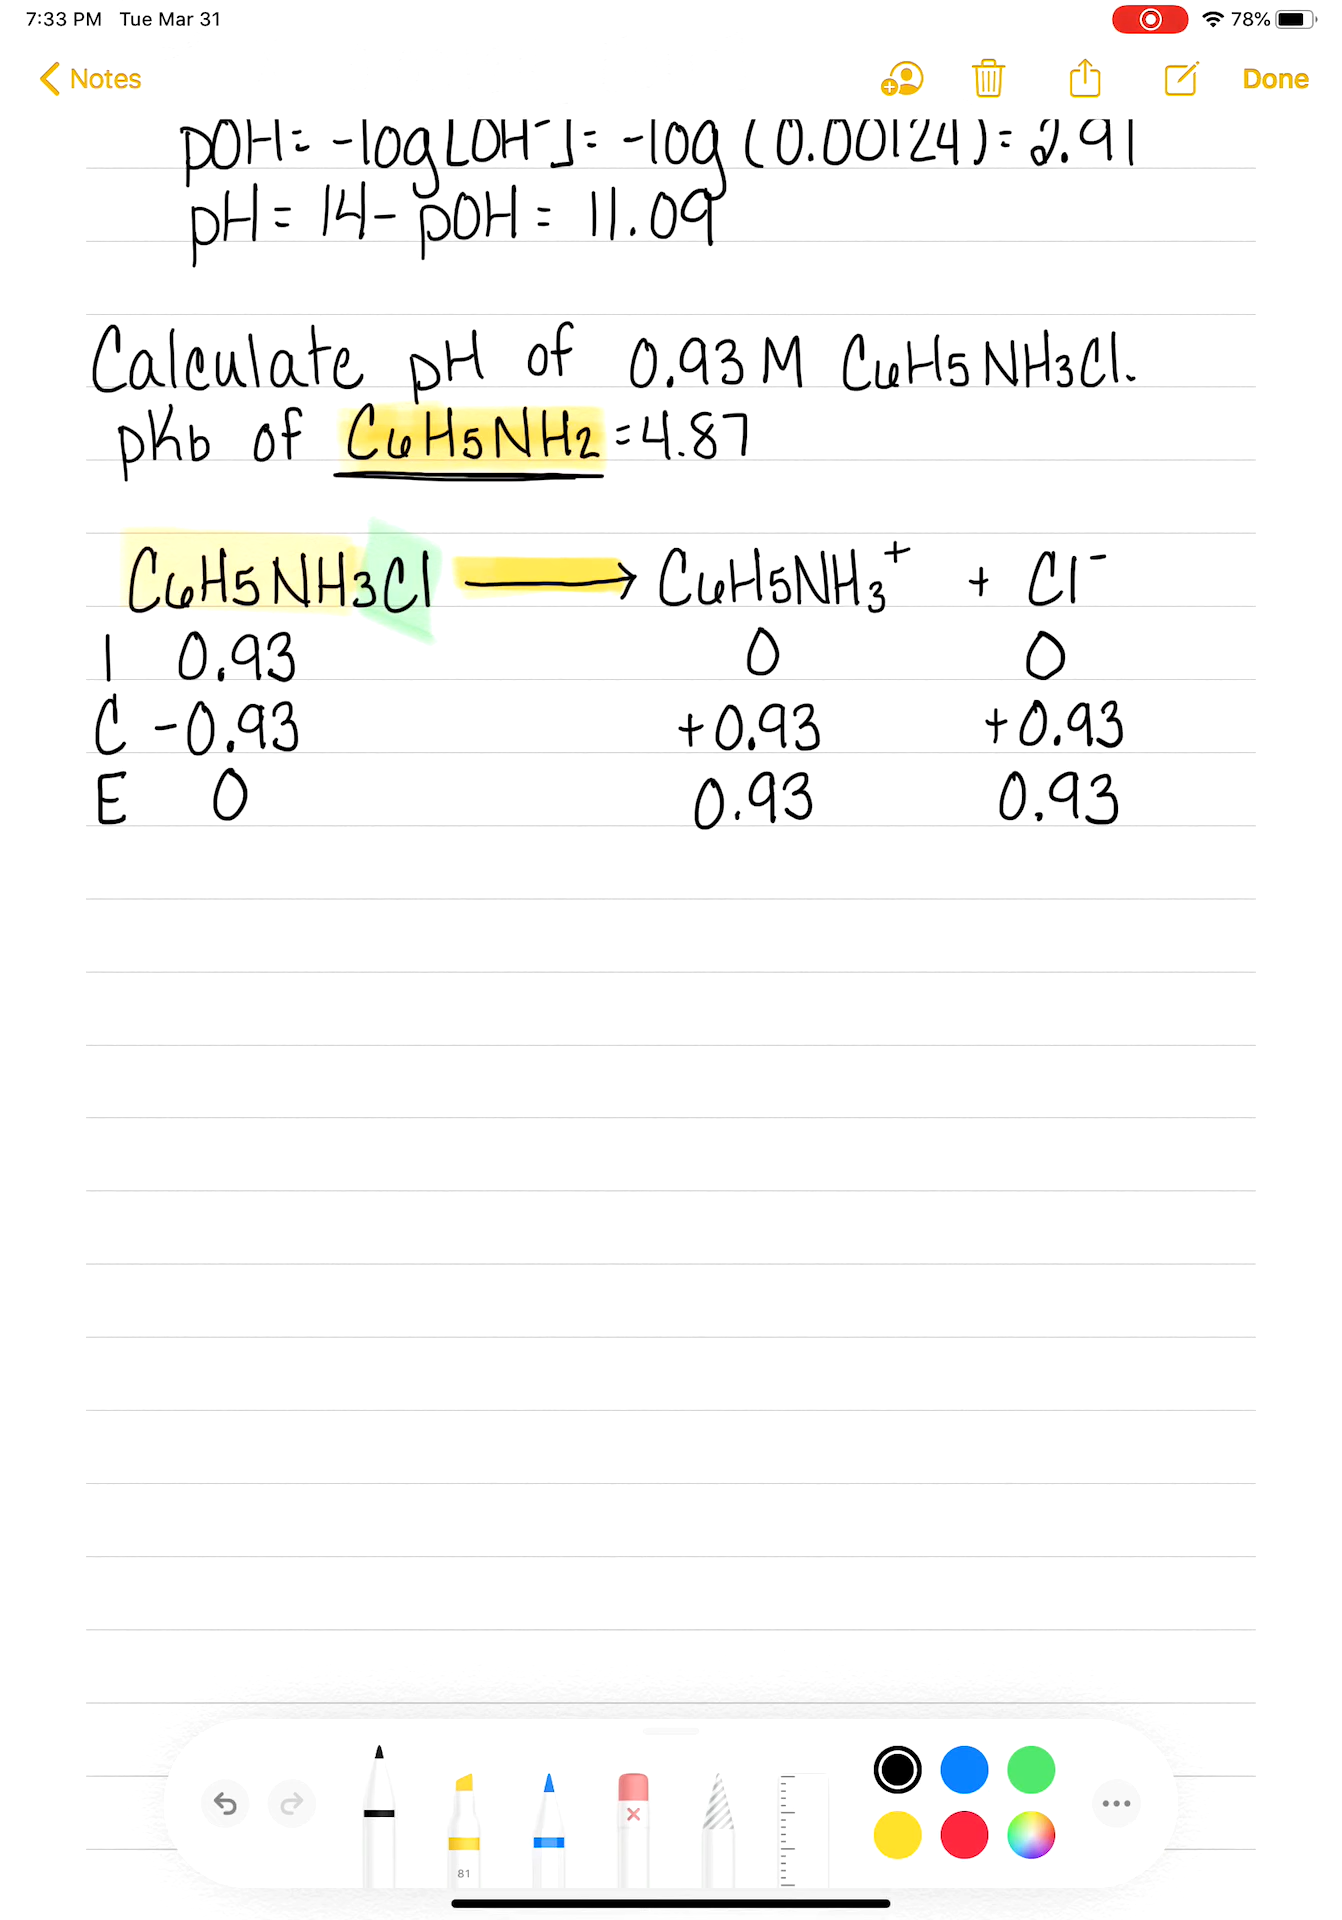 7:33 PM Tue Mar 31 78%
Notes Done
pOH = -log[OH⁻] = -log(0.00124) = 2.91
pH = 14 - pOH = 11.09
Calculate pH of 0.93 M C6H5NH3Cl.
pKb of C6H5NH2 = 4.87
C6H5NH3Cl ⟶ C6H5NH3⁺ + Cl⁻
I 0.93 0 0
C -0.93 +0.93 +0.93
E 0 0.93 0.93
81